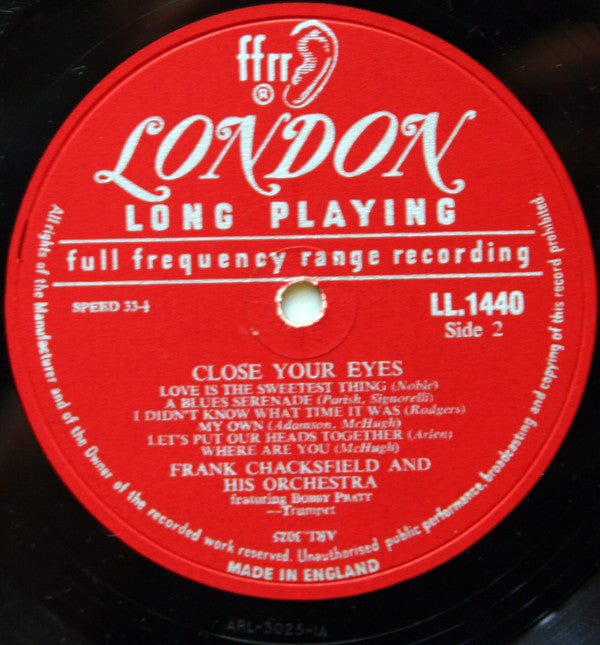 ffrr
®
LONDON
LONG PLAYING
full frequency range recording
SPEED 33-⅓
LL.1440
Side 2
CLOSE YOUR EYES
LOVE IS THE SWEETEST THING (Noble)
A BLUES SERENADE (Parish, Signorelli)
I DIDN'T KNOW WHAT TIME IT WAS (Rodgers)
MY OWN (Adamson, McHugh)
LET'S PUT OUR HEADS TOGETHER (Arlen)
WHERE ARE YOU (McHugh)
FRANK CHACKSFIELD AND
HIS ORCHESTRA
featuring BOBBY PRATT
—Trumpet
ARL.3025
All rights of the Manufacturer and of the Owner of the recorded work reserved. Unauthorised public performance, broadcasting and copying of this record prohibited.
MADE IN ENGLAND
ARL-3025-1A